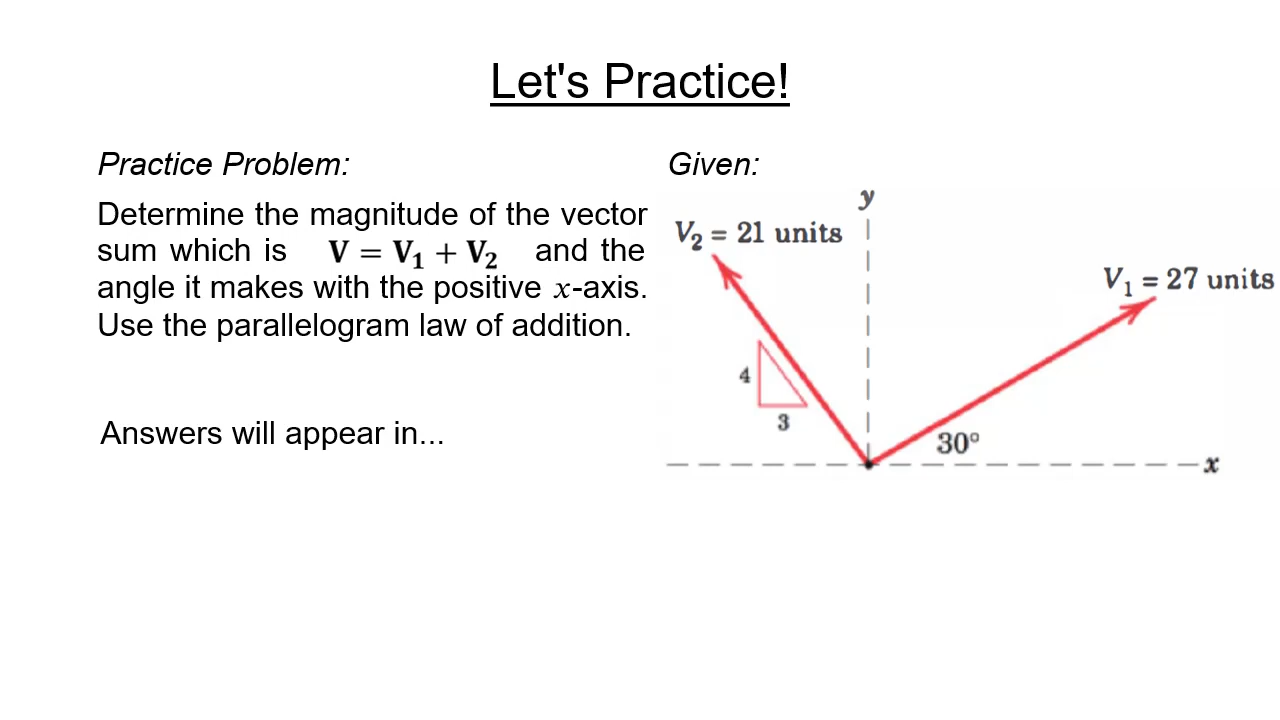 Let's Practice!
Practice Problem:
Determine the magnitude of the vector
sum which is V = V₁ + V₂ and the
angle it makes with the positive x-axis.
Use the parallelogram law of addition.
Answers will appear in...
Given:
y
V₂ = 21 units
V₁ = 27 units
4
3
30°
x